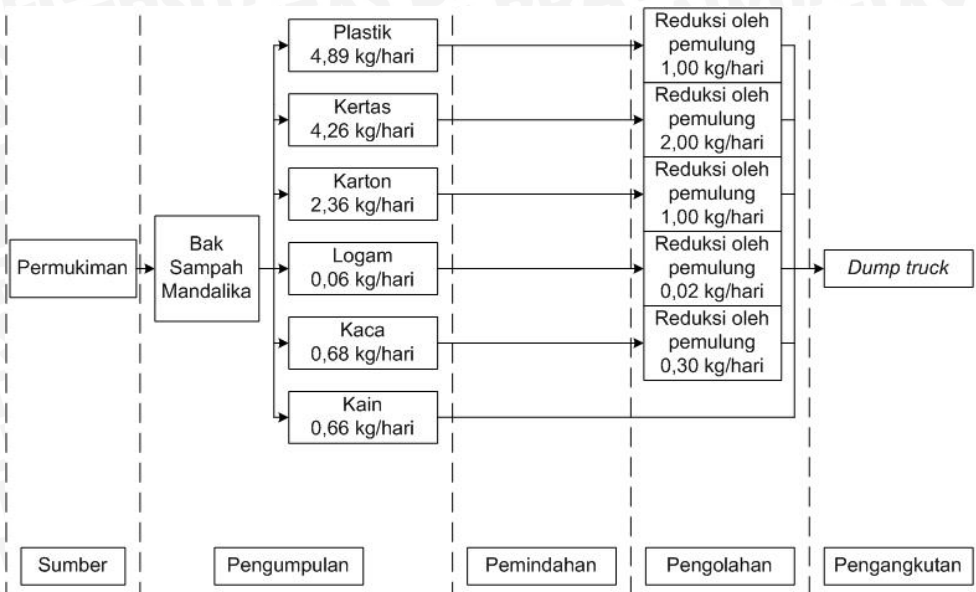 Permukiman
Bak
Sampah
Mandalika
Plastik
4,89 kg/hari
Kertas
4,26 kg/hari
Karton
2,36 kg/hari
Logam
0,06 kg/hari
Kaca
0,68 kg/hari
Kain
0,66 kg/hari
Reduksi oleh
pemulung
1,00 kg/hari
Reduksi oleh
pemulung
2,00 kg/hari
Reduksi oleh
pemulung
1,00 kg/hari
Reduksi oleh
pemulung
0,02 kg/hari
Reduksi oleh
pemulung
0,30 kg/hari
Dump truck
Sumber
Pengumpulan
Pemindahan
Pengolahan
Pengangkutan